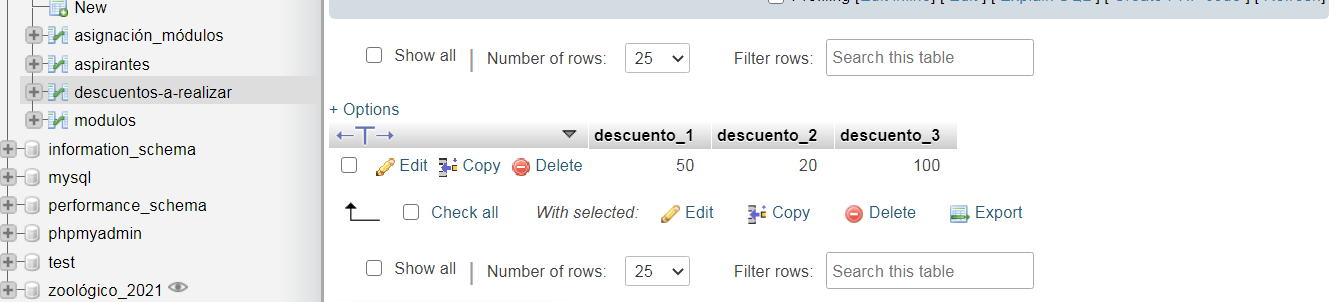 New
asignación_módulos
aspirantes
descuentos-a-realizar
modulos
information_schema
mysql
performance_schema
phpmyadmin
test
zoológico_2021
Show all | Number of rows: 25 Filter rows: Search this table
+ Options
←T→ descuento_1 descuento_2 descuento_3
Edit Copy Delete 50 20 100
Check all With selected: Edit Copy Delete Export
Show all | Number of rows: 25 Filter rows: Search this table